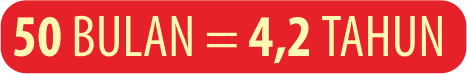 50 BULAN = 4,2 TAHUN